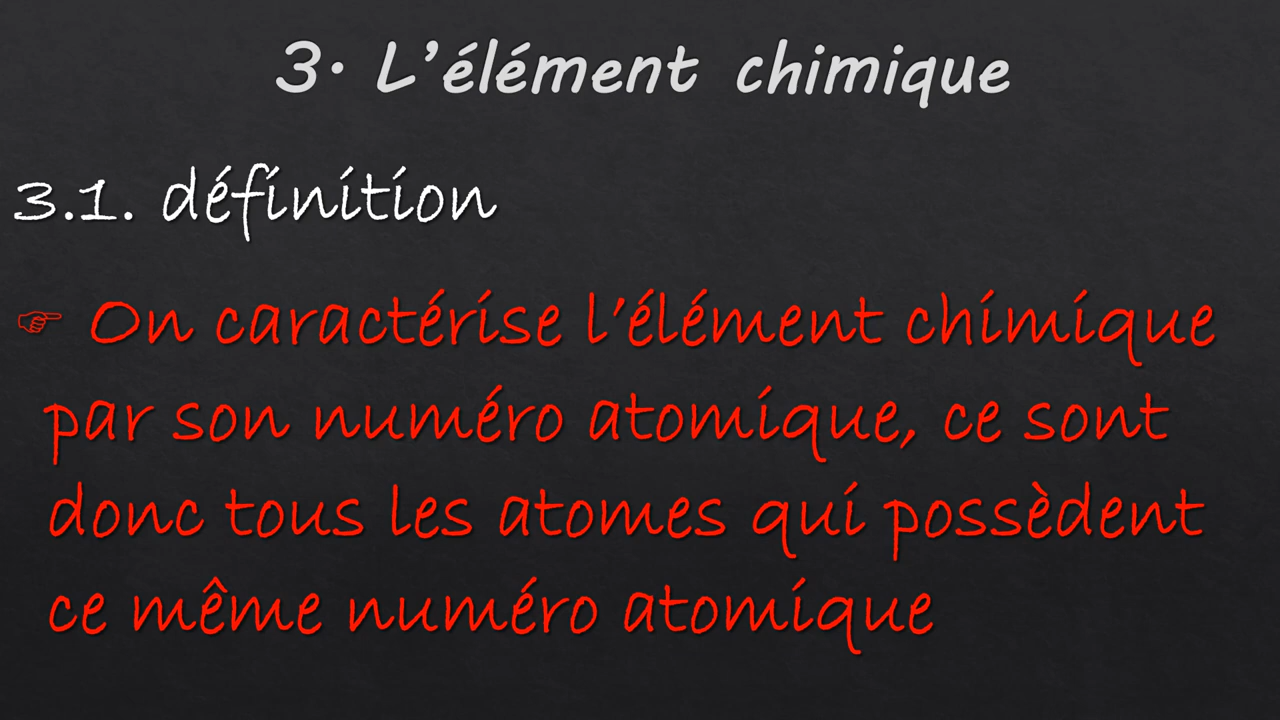 3. L'élément chimique
3.1. définition
☞ On caractérise l'élément chimique
par son numéro atomique, ce sont
donc tous les atomes qui possèdent
ce même numéro atomique